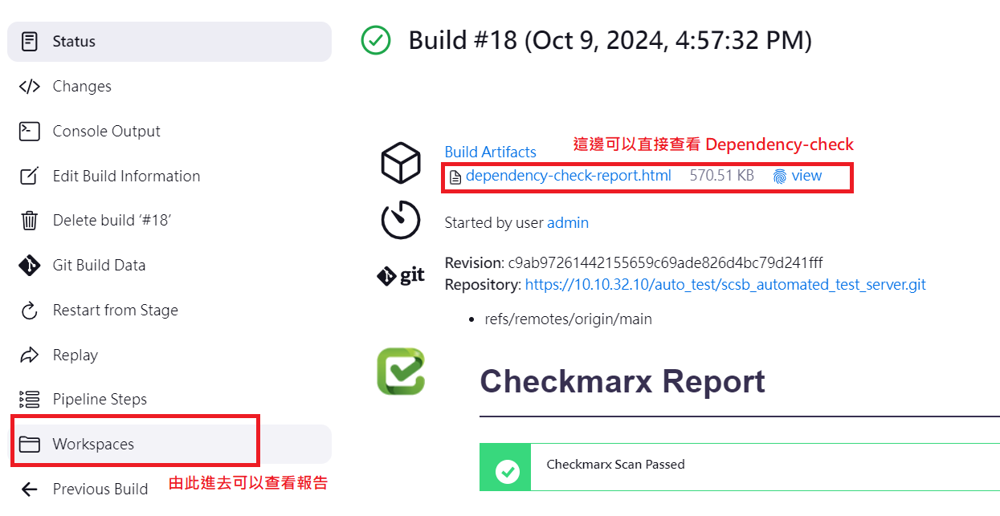 Status
Changes
Console Output
Edit Build Information
Delete build ‘#18’
Git Build Data
Restart from Stage
Replay
Pipeline Steps
Workspaces
Previous Build
由此進去可以查看報告
Build #18 (Oct 9, 2024, 4:57:32 PM)
這邊可以直接查看 Dependency-check
Build Artifacts
dependency-check-report.html 570.51 KB view
Started by user admin
git
Revision: c9ab97261442155659c69ade826d4bc79d241fff
Repository: https://10.10.32.10/auto_test/scsb_automated_test_server.git
• refs/remotes/origin/main
Checkmarx Report
Checkmarx Scan Passed